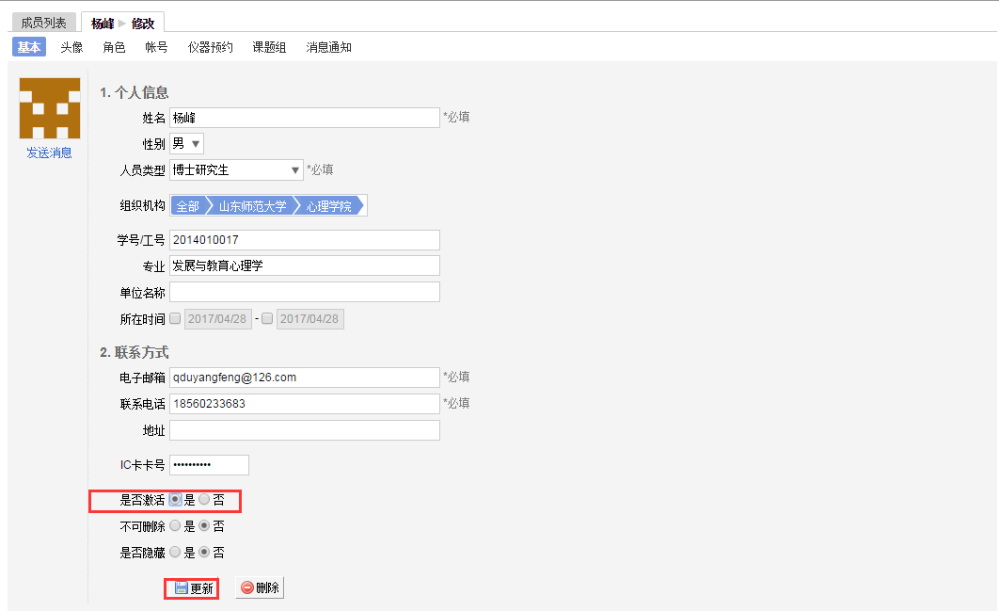 成员列表 杨峰 修改
基本 头像 角色 帐号 仪器预约 课题组 消息通知
发送消息
1. 个人信息
姓名 杨峰 *必填
性别 男
人员类型 博士研究生 *必填
组织机构 全部 山东师范大学 心理学院
学号/工号 2014010017
专业 发展与教育心理学
单位名称
所在时间 2017/04/28 - 2017/04/28
2. 联系方式
电子邮箱 qduyangfeng@126.com *必填
联系电话 18560233683 *必填
地址
IC卡卡号 ••••••••••
是否激活 是 否
不可删除 是 否
是否隐藏 是 否
更新 删除